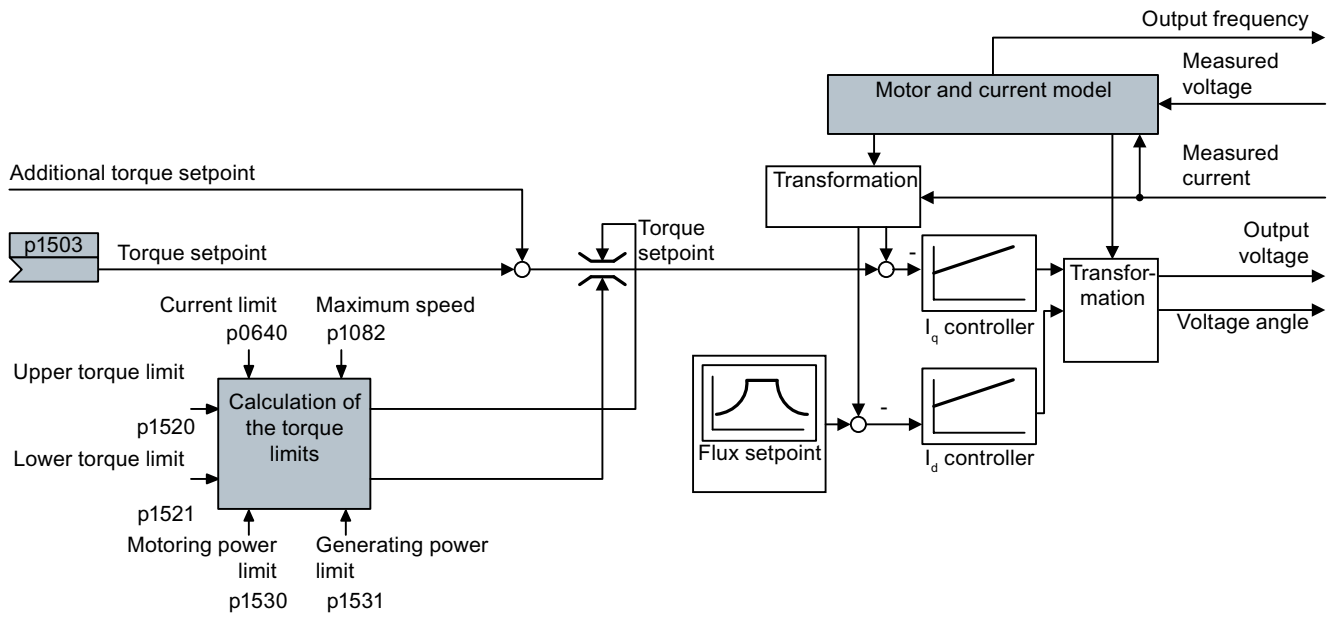 Output frequency
Measured
voltage
Motor and current model
Measured
current
Additional torque setpoint
Transformation
p1503
Torque setpoint
Torque
setpoint
-
Output
voltage
Transfor-
mation
Voltage angle
I_q controller
Current limit
p0640
Maximum speed
p1082
Upper torque limit
p1520
Calculation of
the torque
limits
Lower torque limit
p1521
-
Flux setpoint
I_d controller
Motoring power
limit
p1530
Generating power
limit
p1531